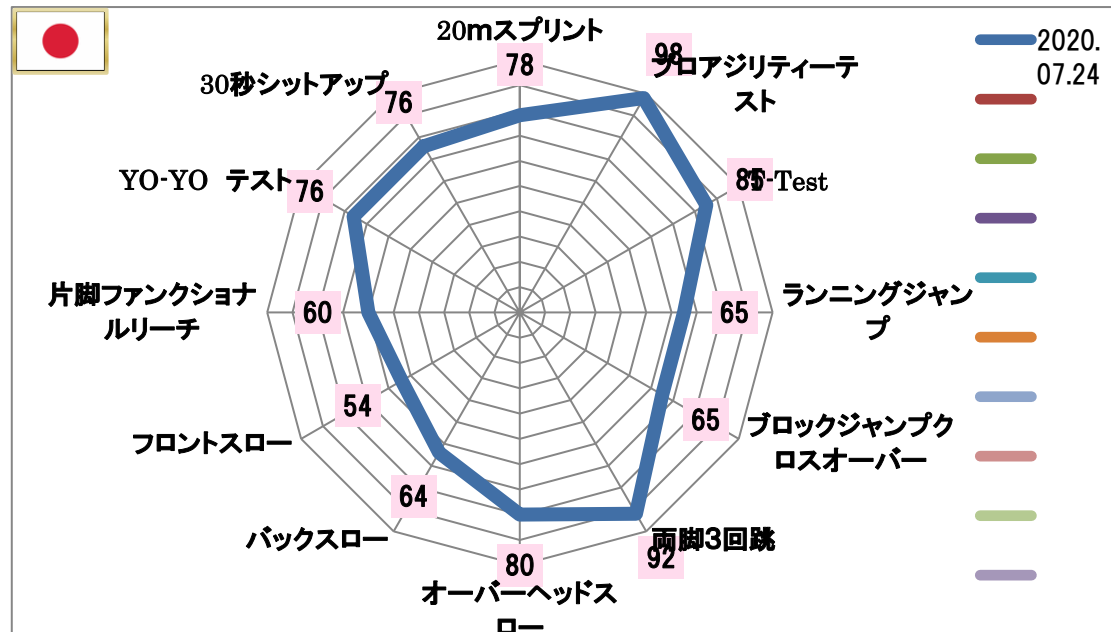 20mスプリント
78
98
プロアジリティーテ
スト
85
T-Test
ランニングジャン
プ
65
65
ブロックジャンプク
ロスオーバー
両脚3回跳
92
80
オーバーヘッドス
ロー
64
バックスロー
54
フロントスロー
60
片脚ファンクショナ
ルリーチ
76
YO-YO テスト
30秒シットアップ
76
2020.
07.24